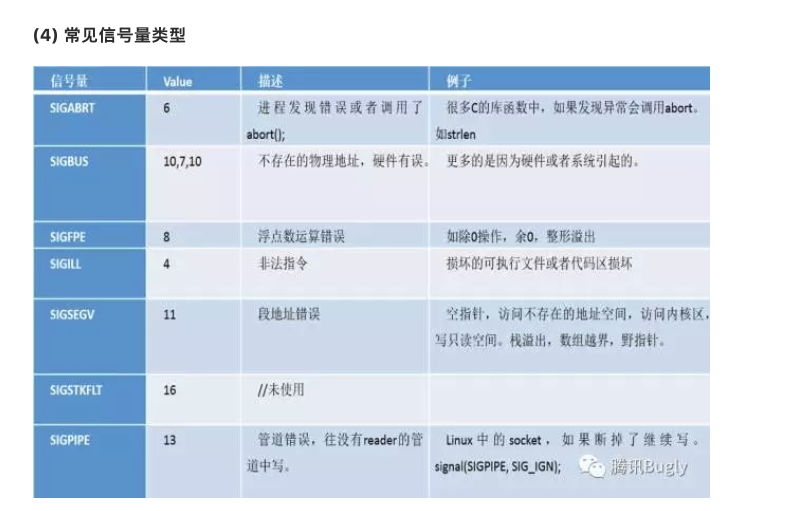 (4) 常见信号量类型
信号量 Value 描述 例子
SIGABRT 6 进程发现错误或者调用了 很多C的库函数中，如果发现异常会调用abort。
abort(); 如strlen
SIGBUS 10,7,10 不存在的物理地址，硬件有误。 更多的是因为硬件或者系统引起的。
SIGFPE 8 浮点数运算错误 如除0操作，余0，整形溢出
SIGILL 4 非法指令 损坏的可执行文件或者代码区损坏
SIGSEGV 11 段地址错误 空指针，访问不存在的地址空间，访问内核区，
写只读空间。栈溢出，数组越界，野指针。
SIGSTKFLT 16 //未使用
SIGPIPE 13 管道错误，往没有reader的管 Linux中的socket，如果断掉了继续写。
道中写。 signal(SIGPIPE, SIG_IGN);
腾讯Bugly